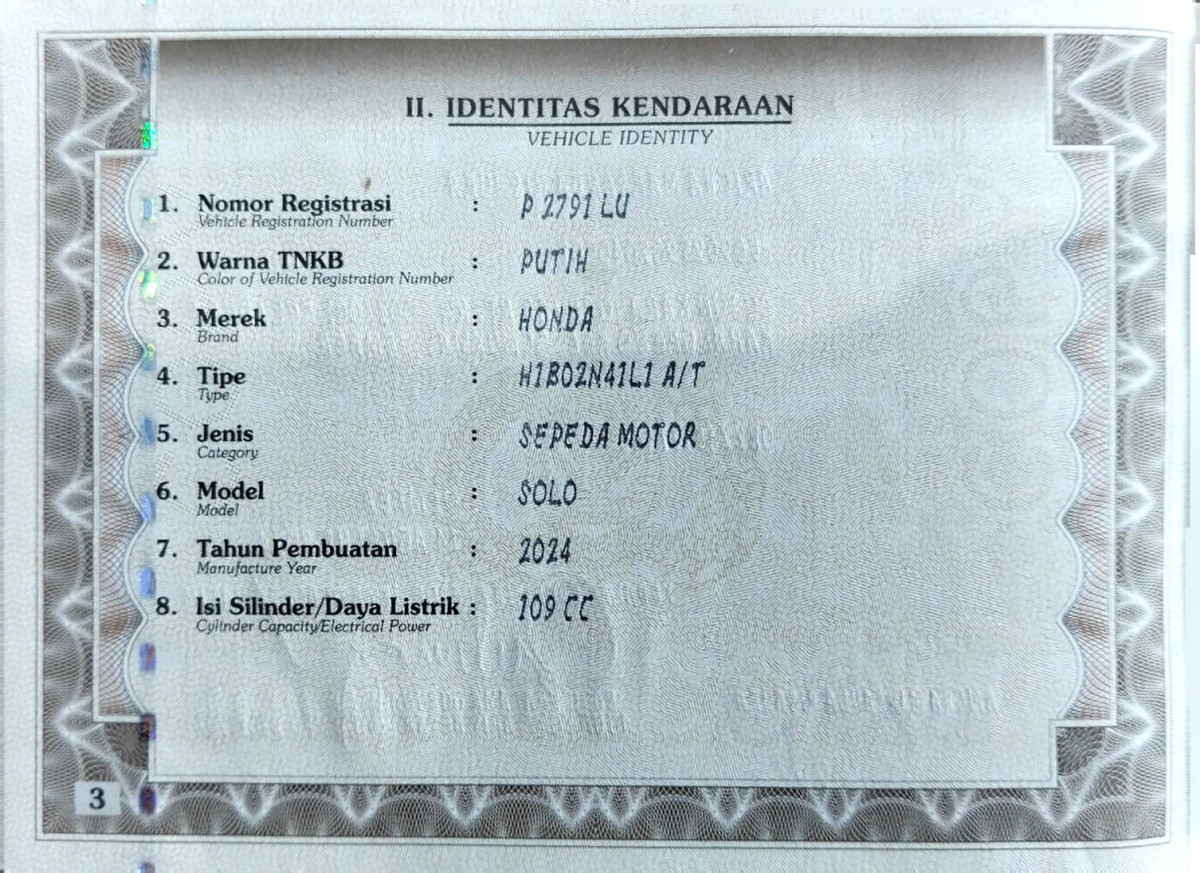 II. IDENTITAS KENDARAAN
VEHICLE IDENTITY
1. Nomor Registrasi : P 2791 LU
Vehicle Registration Number
2. Warna TNKB : PUTIH
Color of Vehicle Registration Number
3. Merek : HONDA
Brand
4. Tipe : H1B02N41L1 A/T
Type
5. Jenis : SEPEDA MOTOR
Category
6. Model : SOLO
Model
7. Tahun Pembuatan : 2024
Manufacture Year
8. Isi Silinder/Daya Listrik : 109 CC
Cylinder Capacity/Electrical Power
3